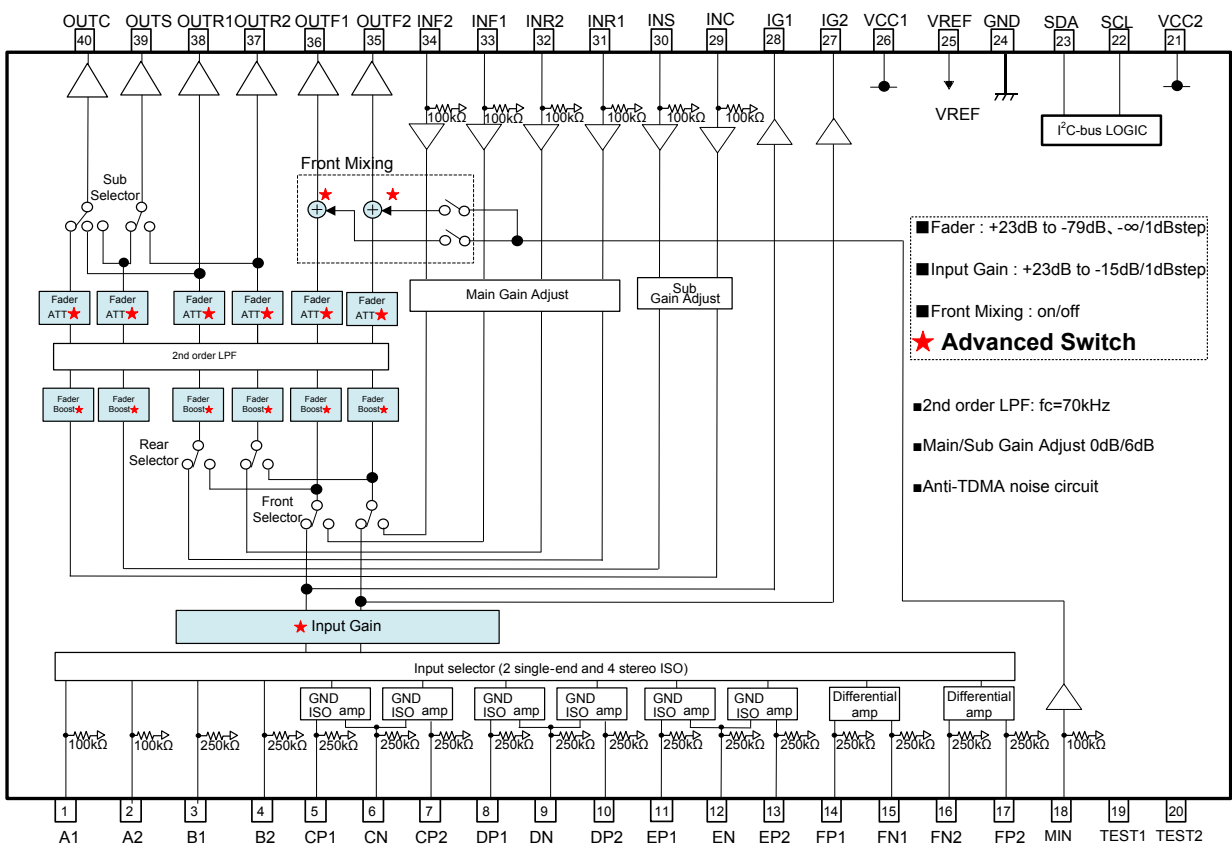 OUTC OUTS OUTR1 OUTR2 OUTF1 OUTF2 INF2 INF1 INR2 INR1 INS INC IG1 IG2 VCC1 VREF GND SDA SCL VCC2
40 39 38 37 36 35 34 33 32 31 30 29 28 27 26 25 24 23 22 21
100kΩ 100kΩ 100kΩ 100kΩ 100kΩ 100kΩ
VREF
I²C-bus LOGIC
Front Mixing
Sub
Selector
■Fader : +23dB to -79dB、-∞/1dBstep
■Input Gain : +23dB to -15dB/1dBstep
■Front Mixing : on/off
★ Advanced Switch
Fader ATT★ Fader ATT★ Fader ATT★ Fader ATT★ Fader ATT★ Fader ATT★
Main Gain Adjust
Sub
Gain Adjust
2nd order LPF
Fader Boost★ Fader Boost★ Fader Boost★ Fader Boost★ Fader Boost★ Fader Boost★
■2nd order LPF: fc=70kHz
■Main/Sub Gain Adjust 0dB/6dB
■Anti-TDMA noise circuit
Rear
Selector
Front
Selector
★ Input Gain
Input selector (2 single-end and 4 stereo ISO)
GND ISO amp GND ISO amp GND ISO amp GND ISO amp GND ISO amp GND ISO amp Differential amp Differential amp
100kΩ 100kΩ 250kΩ 250kΩ 250kΩ 250kΩ 250kΩ 250kΩ 250kΩ 250kΩ 250kΩ 250kΩ 250kΩ 250kΩ 250kΩ 250kΩ 250kΩ 100kΩ
1 2 3 4 5 6 7 8 9 10 11 12 13 14 15 16 17 18 19 20
A1 A2 B1 B2 CP1 CN CP2 DP1 DN DP2 EP1 EN EP2 FP1 FN1 FN2 FP2 MIN TEST1 TEST2